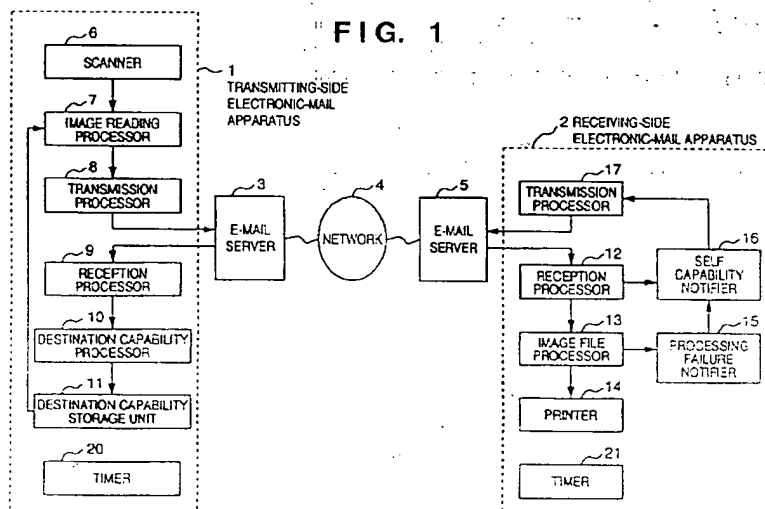 FIG. 1
6
SCANNER
1
TRANSMITTING-SIDE
ELECTRONIC-MAIL
APPARATUS
7
IMAGE READING
PROCESSOR
8
TRANSMISSION
PROCESSOR
9
RECEPTION
PROCESSOR
10
DESTINATION CAPABILITY
PROCESSOR
11
DESTINATION CAPABILITY
STORAGE UNIT
20
TIMER
3
E-MAIL
SERVER
4
NETWORK
5
E-MAIL
SERVER
2 RECEIVING-SIDE
ELECTRONIC-MAIL APPARATUS
17
TRANSMISSION
PROCESSOR
16
SELF
CAPABILITY
NOTIFIER
12
RECEPTION
PROCESSOR
13
IMAGE FILE
PROCESSOR
15
PROCESSING
FAILURE
NOTIFIER
14
PRINTER
21
TIMER